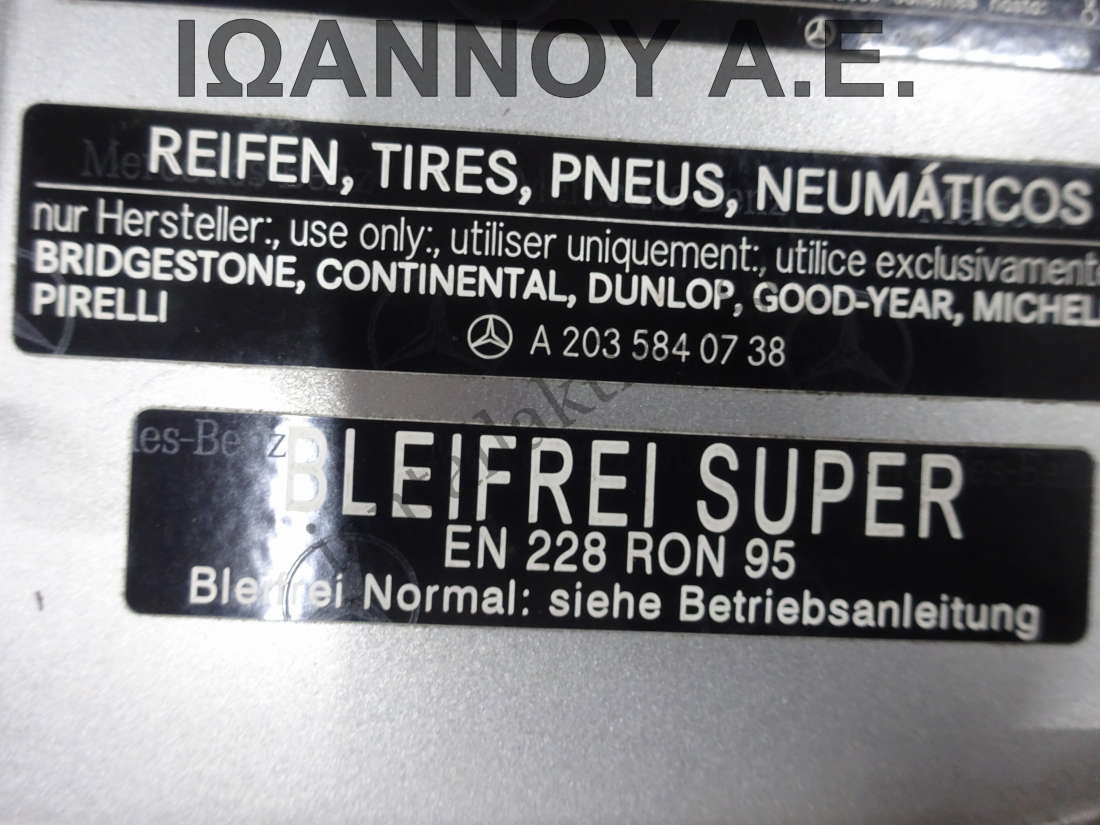 ΙΩΑΝΝΟΥ Α.Ε.
REIFEN, TIRES, PNEUS, NEUMÁTICOS
nur Hersteller:, use only:, utiliser uniquement:, utilice exclusivamente
BRIDGESTONE, CONTINENTAL, DUNLOP, GOOD-YEAR, MICHEL
PIRELLI
A 203 584 07 38
BLEIFREI SUPER
EN 228 RON 95
Bleifrei Normal: siehe Betriebsanleitung